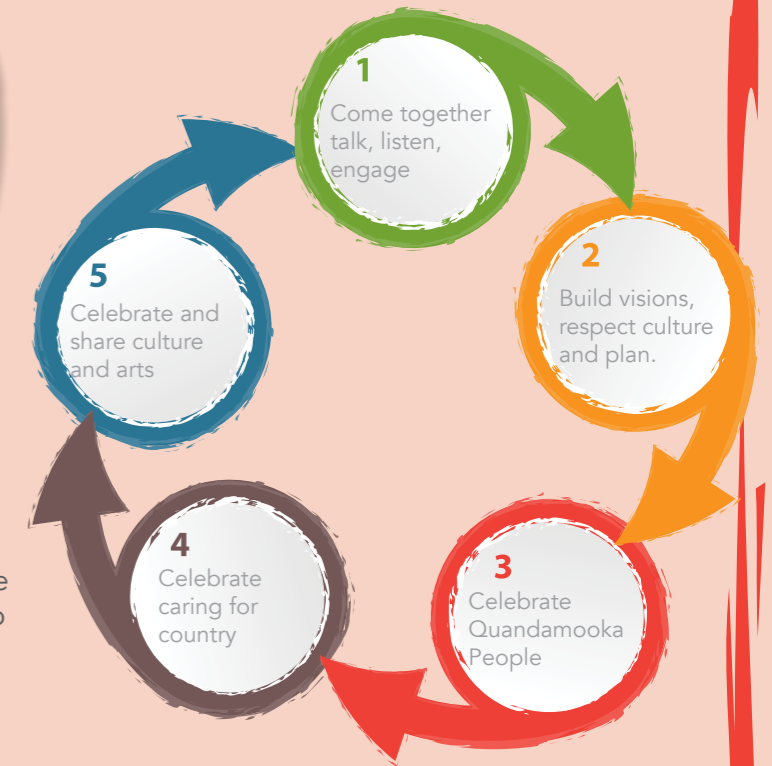 1
Come together
talk, listen,
engage
2
Build visions,
respect culture
and plan.
3
Celebrate
Quandamooka
People
4
Celebrate
caring for
country
5
Celebrate and
share culture
and arts